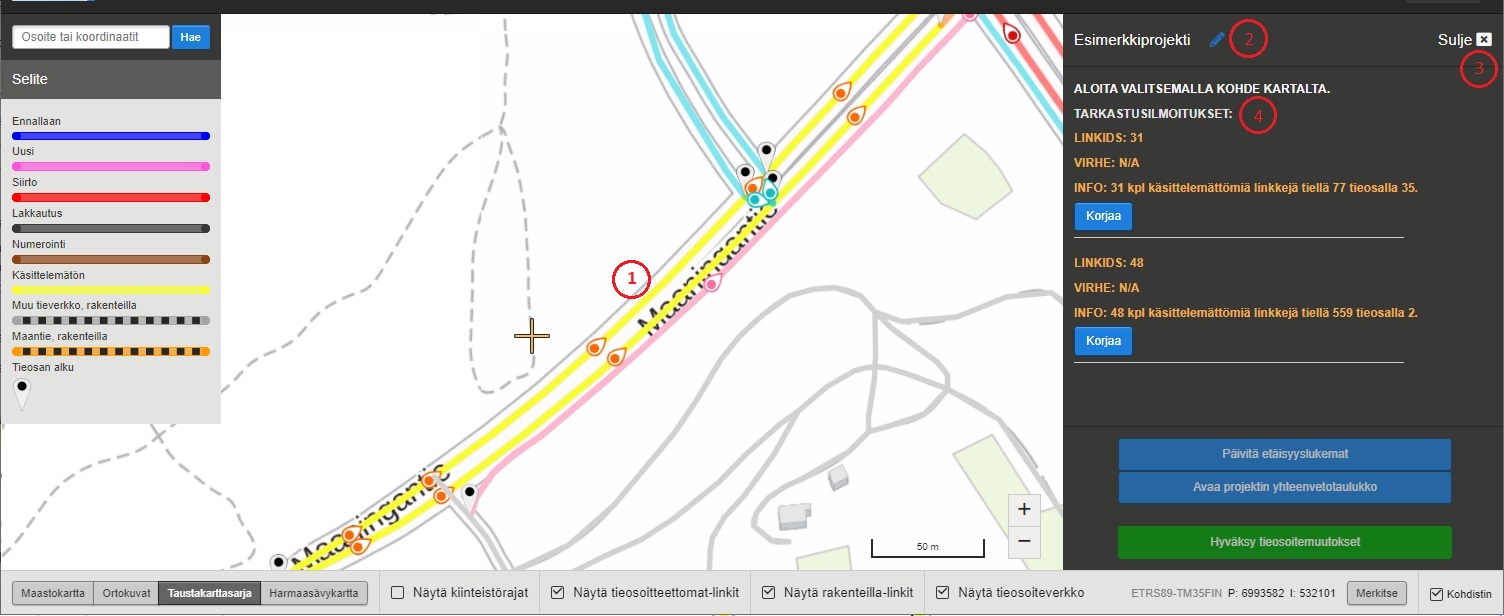 Osoite tai koordinaatit
Hae
Selite
Ennallaan
Uusi
Siirto
Lakkautus
Numerointi
Käsittelemätön
Muu tieverkko, rakenteilla
Maantie, rakenteilla
Tieosan alku
1
Maaningantie
Maaningantie
50 m
+
−
Esimerkkiprojekti
2
Sulje
3
ALOITA VALITSEMALLA KOHDE KARTALTA.
TARKASTUSILMOITUKSET:
4
LINKIDS: 31
VIRHE: N/A
INFO: 31 kpl käsittelemättömiä linkkejä tiellä 77 tieosalla 35.
Korjaa
LINKIDS: 48
VIRHE: N/A
INFO: 48 kpl käsittelemättömiä linkkejä tiellä 559 tieosalla 2.
Korjaa
Päivitä etäisyyslukemat
Avaa projektin yhteenvetotaulukko
Hyväksy tieosoitemuutokset
Maastokartta Ortokuvat Taustakarttasarja Harmaasävykartta Näytä kiinteistörajat Näytä tieosoitteettomat-linkit Näytä rakenteilla-linkit Näytä tieosoiteverkko ETRS89-TM35FIN P: 6993582 I: 532101 Merkitse Kohdistin